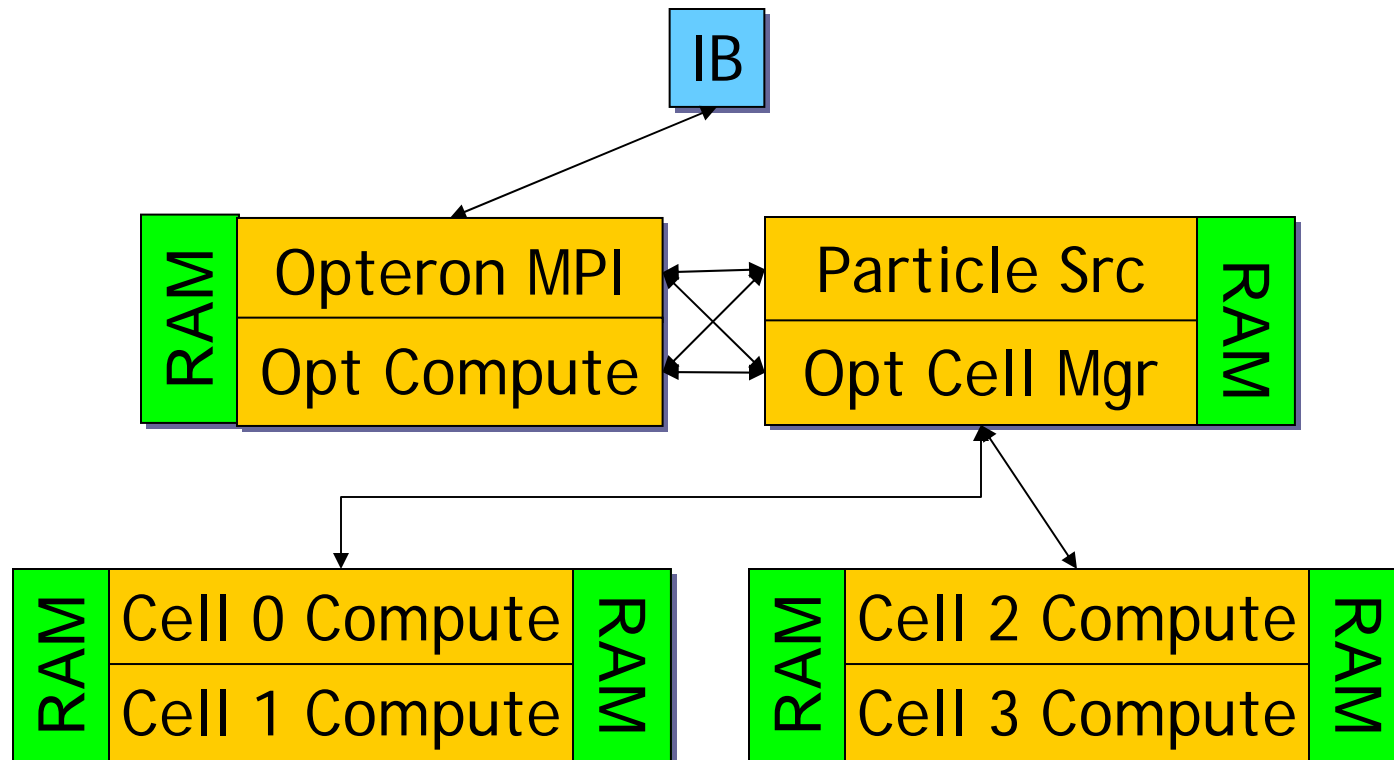 IB
RAM
Opteron MPI
Opt Compute
Particle Src
Opt Cell Mgr
RAM
RAM
Cell 0 Compute
Cell 1 Compute
RAM
RAM
Cell 2 Compute
Cell 3 Compute
RAM